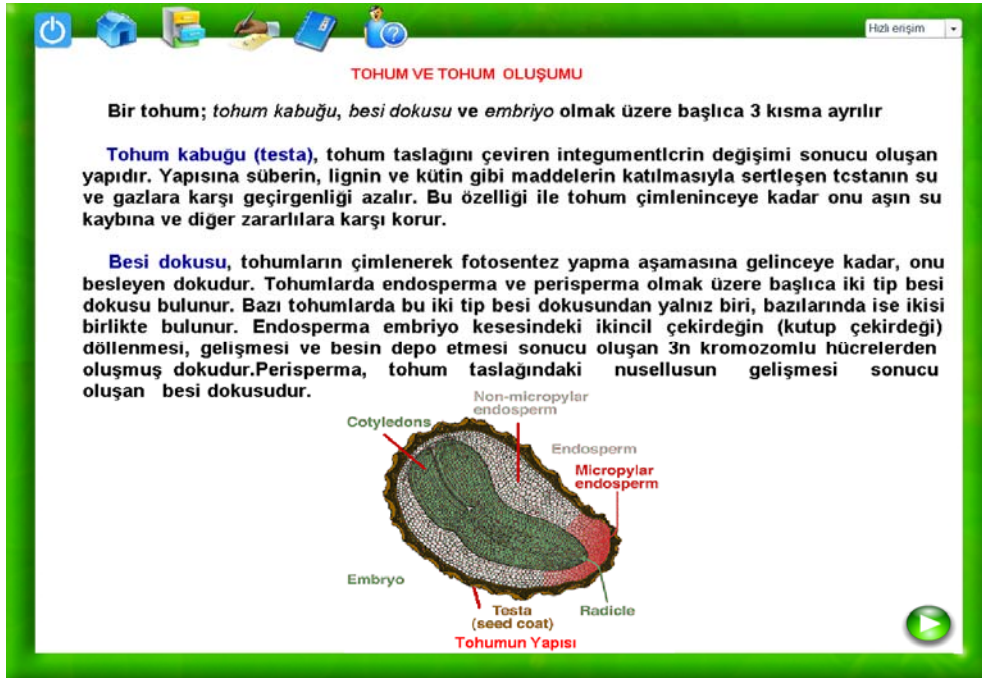 Hızlı erişim
TOHUM VE TOHUM OLUŞUMU
Bir tohum; tohum kabuğu, besi dokusu ve embriyo olmak üzere başlıca 3 kısma ayrılır
Tohum kabuğu (testa), tohum taslağını çeviren integumentlcrin değişimi sonucu oluşan
yapıdır. Yapısına süberin, lignin ve kütin gibi maddelerin katılmasıyla sertleşen tcstanın su
ve gazlara karşı geçirgenliği azalır. Bu özelliği ile tohum çimleninceye kadar onu aşın su
kaybına ve diğer zararlılara karşı korur.
Besi dokusu, tohumların çimlenerek fotosentez yapma aşamasına gelinceye kadar, onu
besleyen dokudur. Tohumlarda endosperma ve perisperma olmak üzere başlıca iki tip besi
dokusu bulunur. Bazı tohumlarda bu iki tip besi dokusundan yalnız biri, bazılarında ise ikisi
birlikte bulunur. Endosperma embriyo kesesindeki ikincil çekirdeğin (kutup çekirdeği)
döllenmesi, gelişmesi ve besin depo etmesi sonucu oluşan 3n kromozomlu hücrelerden
oluşmuş dokudur.Perisperma, tohum taslağındaki nusellusun gelişmesi sonucu
oluşan besi dokusudur.
Non-micropylar
endosperm
Cotyledons
Endosperm
Micropylar
endosperm
Embryo
Testa
(seed coat)
Radicle
Tohumun Yapısı